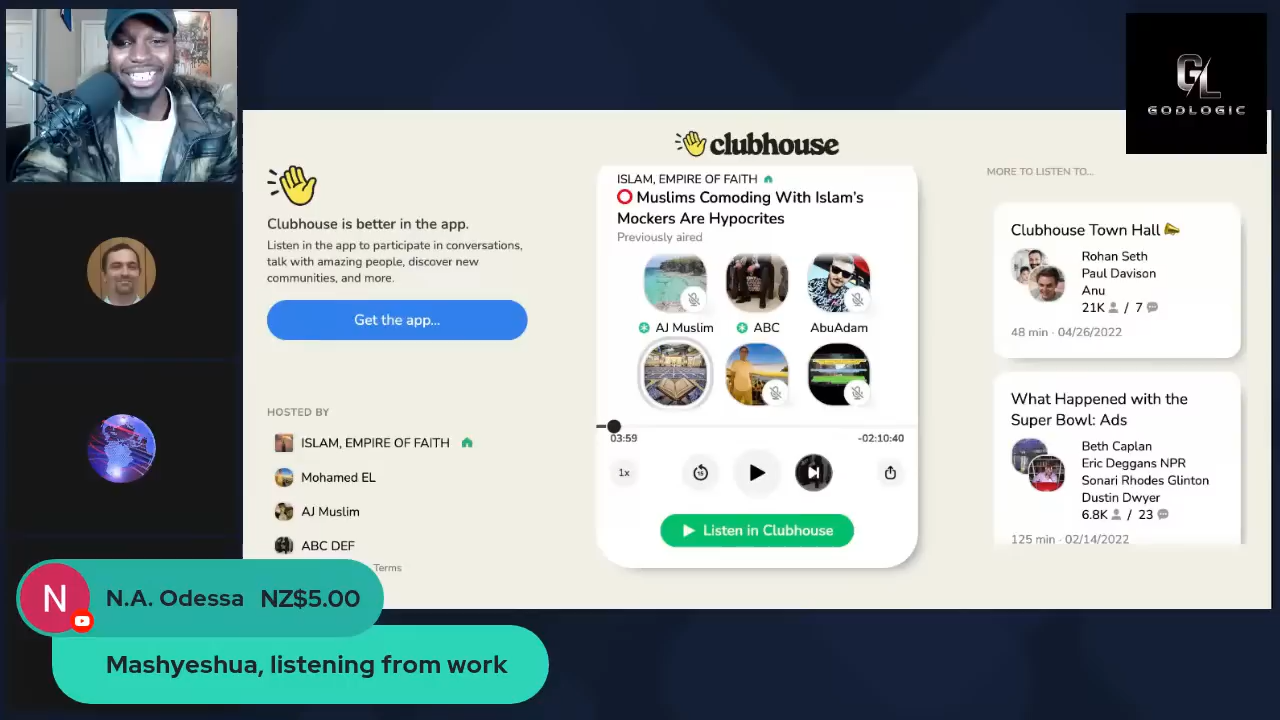 GL
GODLOGIC
clubhouse
Clubhouse is better in the app.
Listen in the app to participate in conversations,
talk with amazing people, discover new
communities, and more.
Get the app...
HOSTED BY
ISLAM, EMPIRE OF FAITH
Mohamed EL
AJ Muslim
ABC DEF
Terms
ISLAM, EMPIRE OF FAITH
Muslims Comoding With Islam's
Mockers Are Hypocrites
Previously aired
AJ Muslim
ABC
AbuAdam
03:59
-02:10:40
1x
15
Listen in Clubhouse
MORE TO LISTEN TO...
Clubhouse Town Hall
Rohan Seth
Paul Davison
Anu
21K / 7
48 min · 04/26/2022
What Happened with the
Super Bowl: Ads
Beth Caplan
Eric Deggans NPR
Sonari Rhodes Glinton
Dustin Dwyer
6.8K / 23
125 min · 02/14/2022
N
N.A. Odessa NZ$5.00
Mashyeshua, listening from work